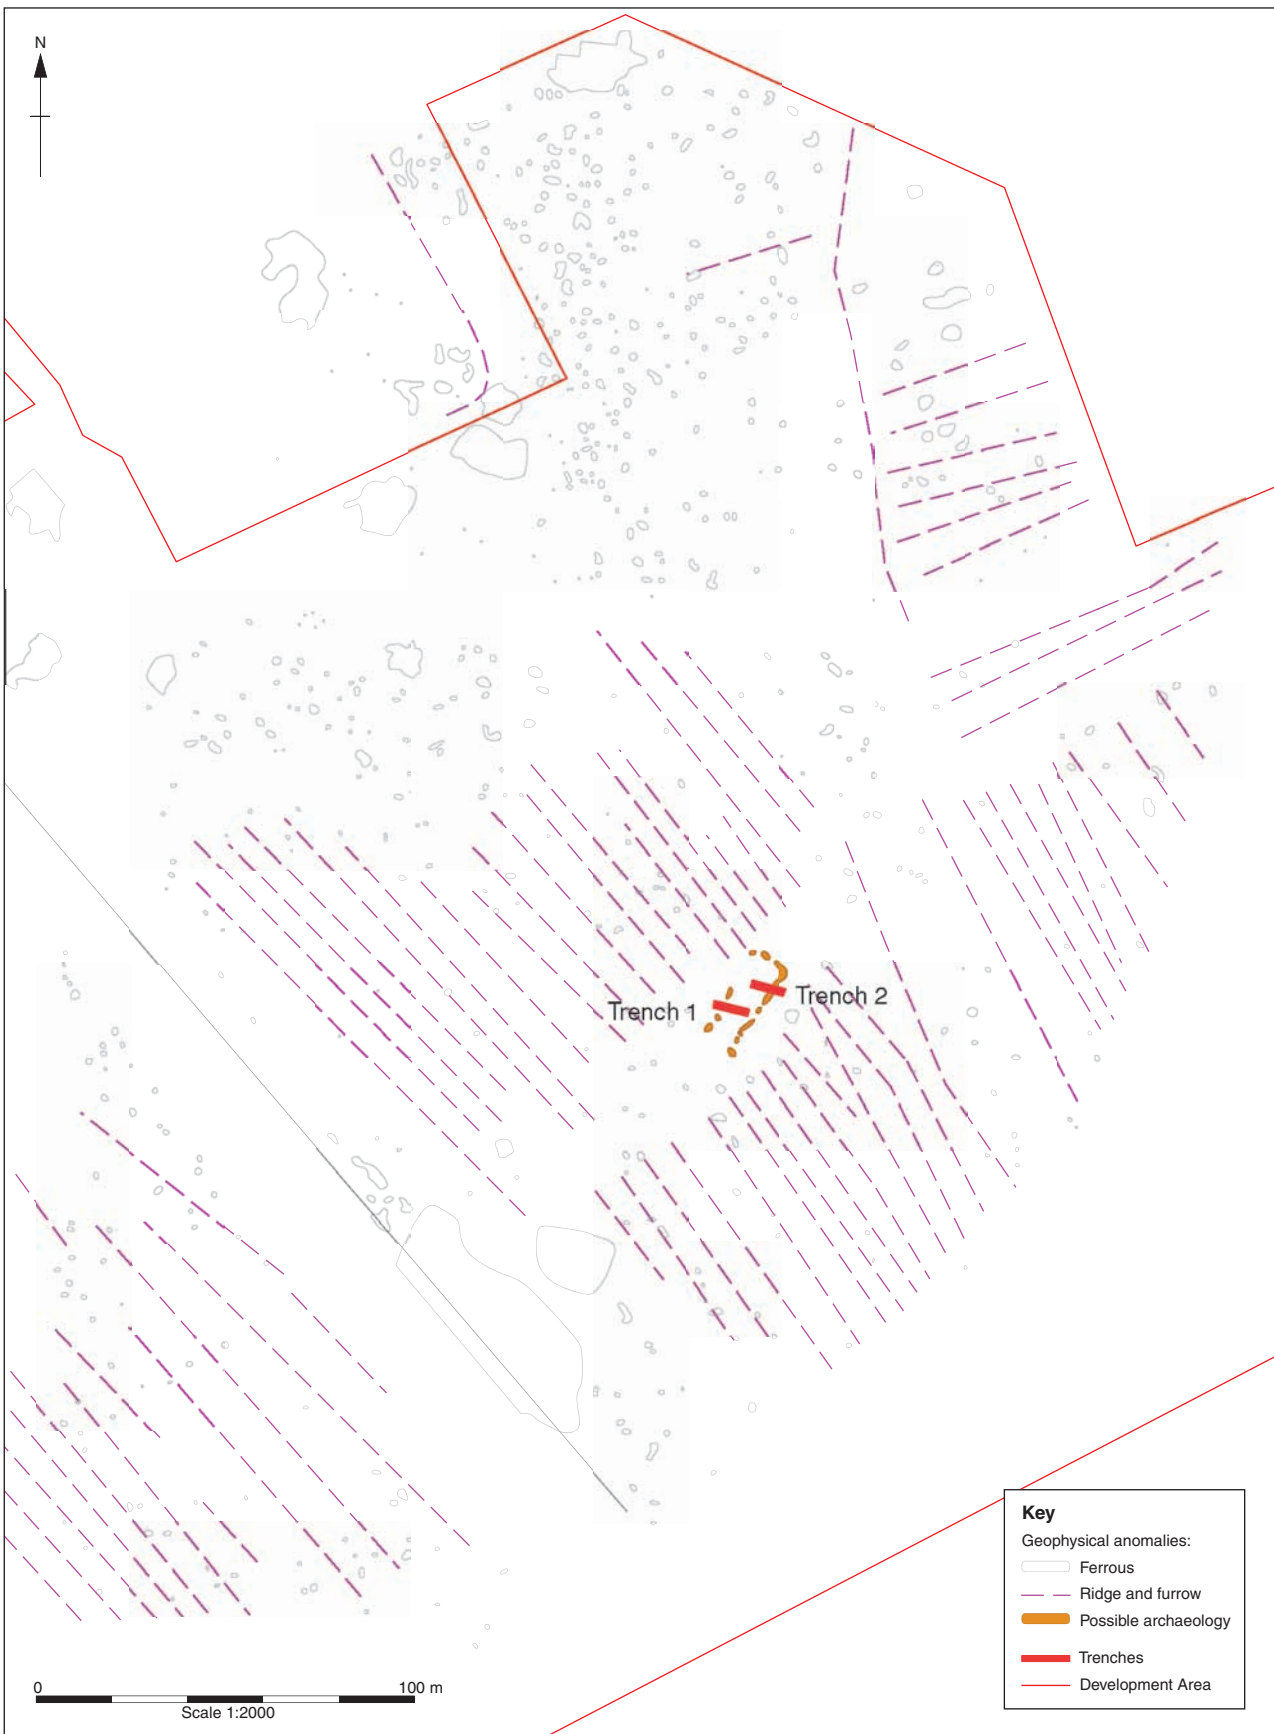 N
Trench 1
Trench 2
Key
Geophysical anomalies:
Ferrous
Ridge and furrow
Possible archaeology
Trenches
Development Area
0 100 m
Scale 1:2000